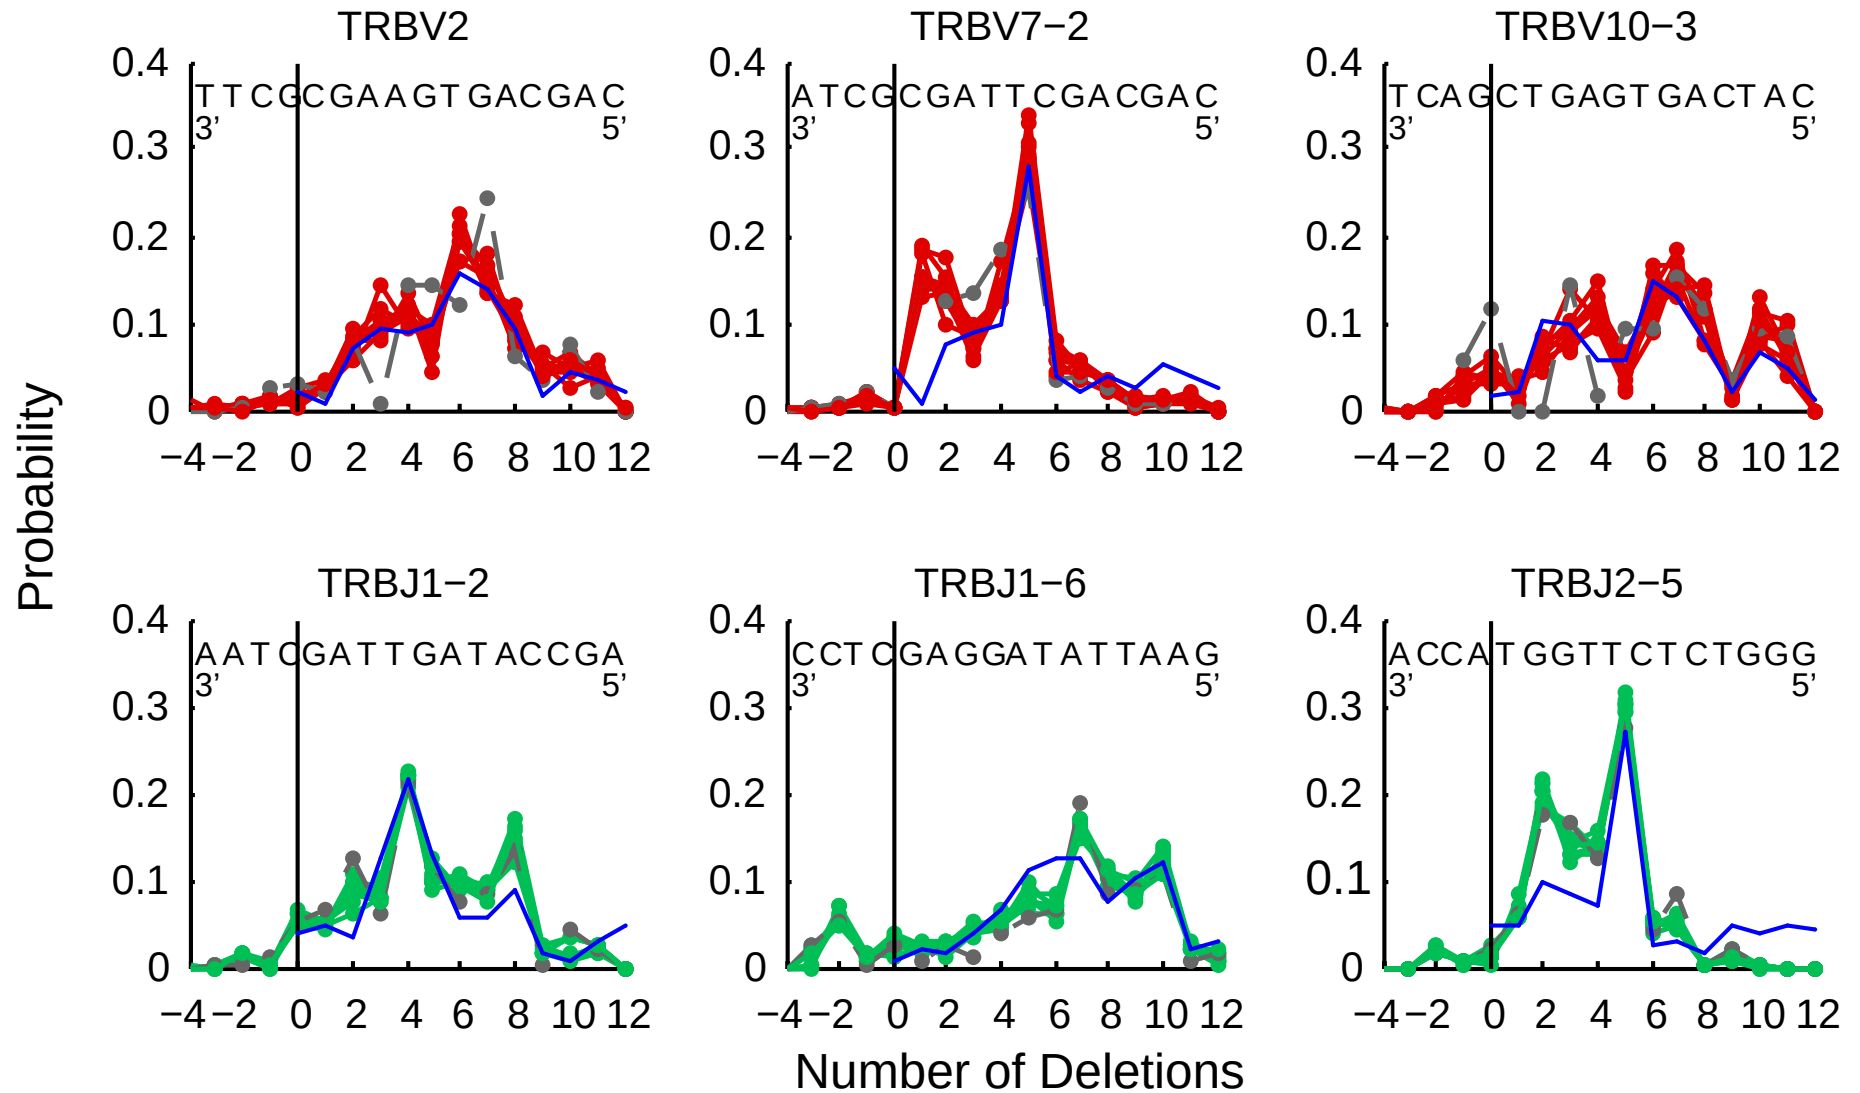 TRBV2 TRBV7−2 TRBV10−3
0.4 0.4 0.4
TTCGCGAAGTGACGAC ATCGCGATTCGACGAC TCAGCTGAGTGACTAC
3’ 5’ 3’ 5’ 3’ 5’
0.3 0.3 0.3
0.2 0.2 0.2
0.1 0.1 0.1
0 0 0
−4 −2 0 2 4 6 8 10 12 −4 −2 0 2 4 6 8 10 12 −4 −2 0 2 4 6 8 10 12
Probability
TRBJ1−2 TRBJ1−6 TRBJ2−5
0.4 0.4 0.4
AATCGATTGATACCGA CCTCGAGGATATTAAG ACCATGGTTCTCTGGG
3’ 5’ 3’ 5’ 3’ 5’
0.3 0.3 0.3
0.2 0.2 0.2
0.1 0.1 0.1
0 0 0
−4 −2 0 2 4 6 8 10 12 −4 −2 0 2 4 6 8 10 12 −4 −2 0 2 4 6 8 10 12
Number of Deletions